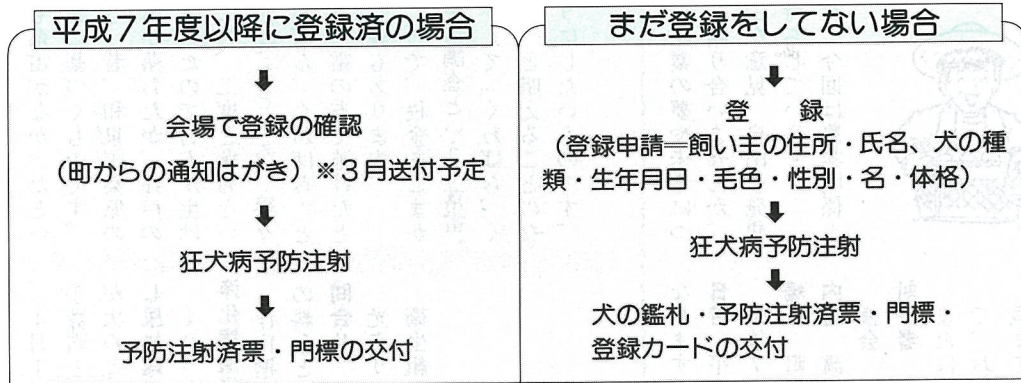 平成7年度以降に登録済の場合
↓
会場で登録の確認
(町からの通知はがき)※3月送付予定
↓
狂犬病予防注射
↓
予防注射済票・門標の交付
まだ登録をしてない場合
↓
登　録
(登録申請＝飼い主の住所・氏名、犬の種
類・生年月日・毛色・性別・名・体格)
↓
狂犬病予防注射
↓
犬の鑑札・予防注射済票・門標・
登録カードの交付